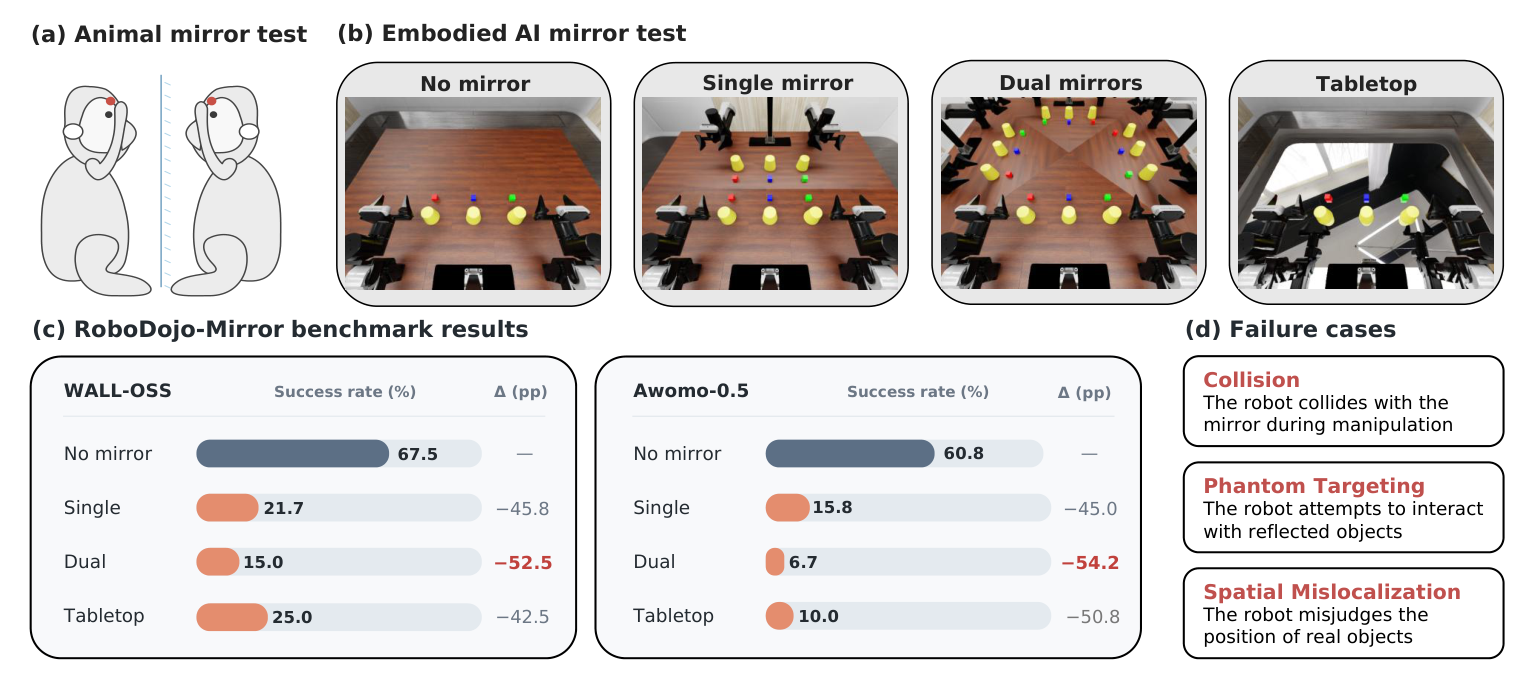 (a) Animal mirror test
(b) Embodied AI mirror test
No mirror
Single mirror
Dual mirrors
Tabletop
(c) RoboDojo-Mirror benchmark results
WALL-OSS Success rate (%) Δ (pp)
No mirror 67.5 —
Single 21.7 −45.8
Dual 15.0 −52.5
Tabletop 25.0 −42.5
Awomo-0.5 Success rate (%) Δ (pp)
No mirror 60.8 —
Single 15.8 −45.0
Dual 6.7 −54.2
Tabletop 10.0 −50.8
(d) Failure cases
Collision
The robot collides with the
mirror during manipulation
Phantom Targeting
The robot attempts to interact
with reflected objects
Spatial Mislocalization
The robot misjudges the
position of real objects